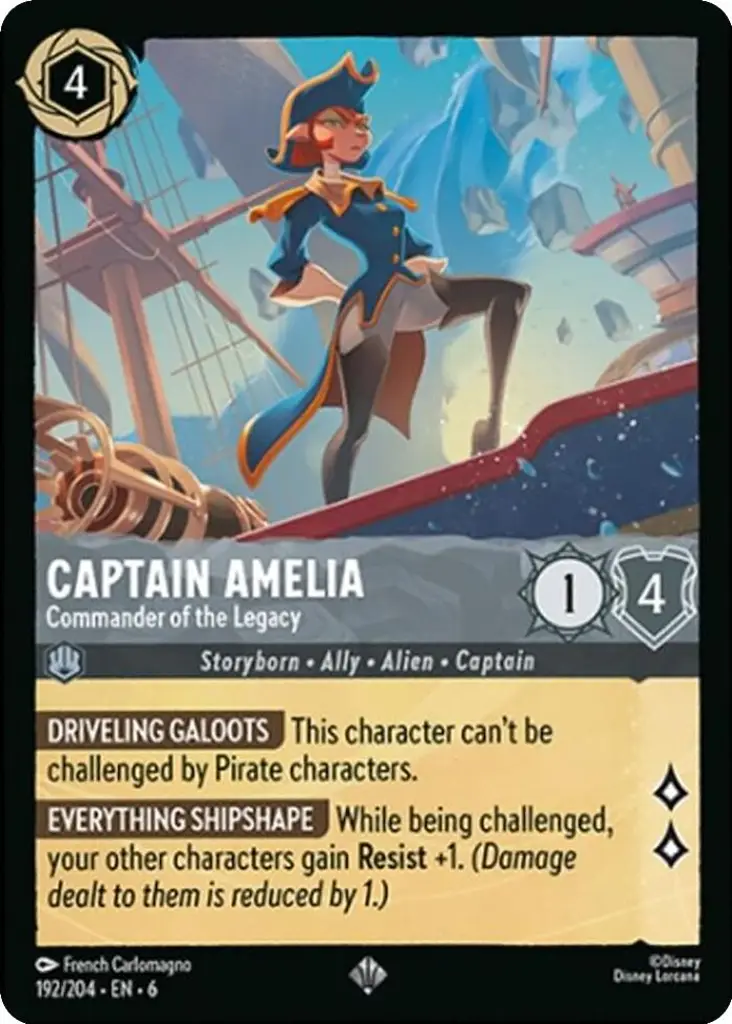 4
CAPTAIN AMELIA
Commander of the Legacy
1
4
Storyborn • Ally • Alien • Captain
DRIVELING GALOOTS This character can't be
challenged by Pirate characters.
EVERYTHING SHIPSHAPE While being challenged,
your other characters gain Resist +1. (Damage
dealt to them is reduced by 1.)
French Carlomagno
©Disney
192/204 • EN • 6
Disney Lorcana